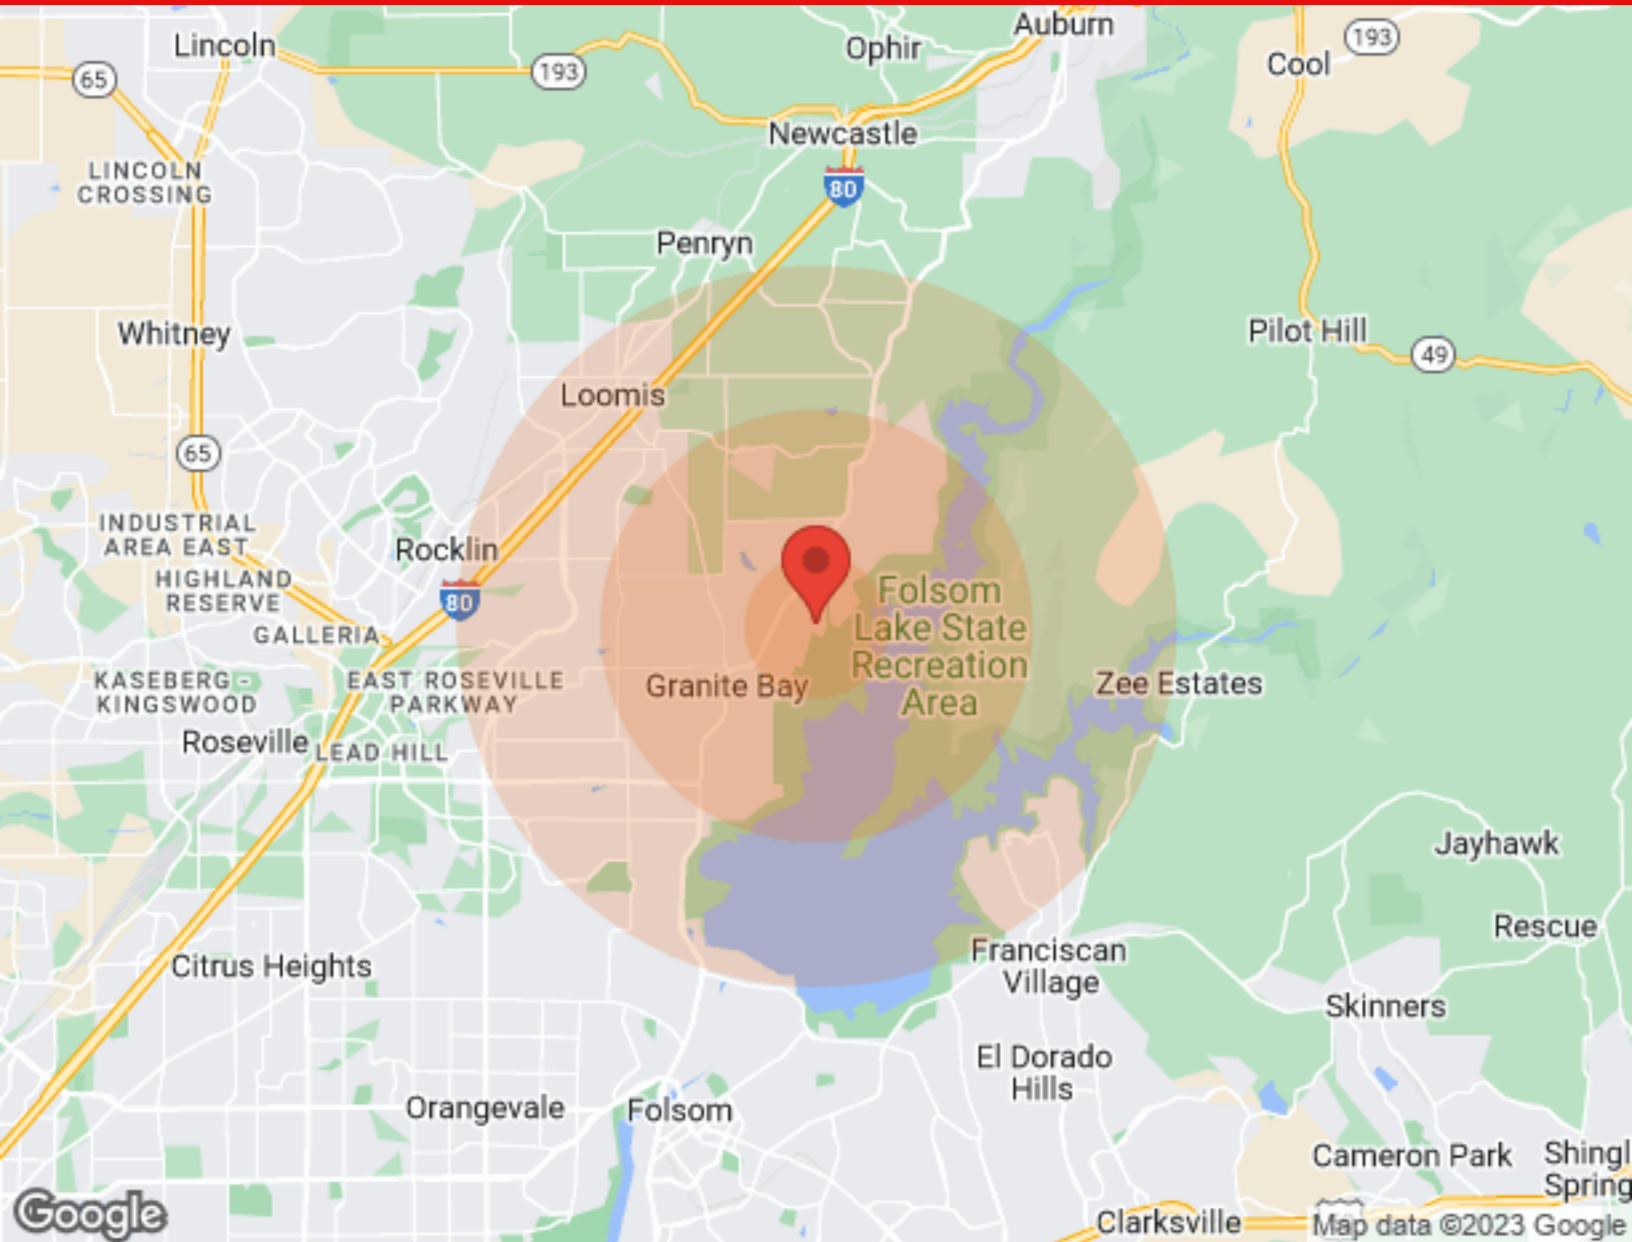 Auburn
Lincoln
Ophir
193
Cool
193
65
Newcastle
LINCOLN
CROSSING
80
Penryn
Whitney
Pilot Hill
49
Loomis
65
INDUSTRIAL
AREA EAST
Rocklin
HIGHLAND
RESERVE
80
Folsom
Lake State
Recreation
Area
GALLERIA
KASEBERG -
KINGSWOOD
EAST ROSEVILLE
PARKWAY
Granite Bay
Zee Estates
Roseville
LEAD HILL
Jayhawk
Rescue
Citrus Heights
Franciscan
Village
Skinners
El Dorado
Hills
Orangevale
Folsom
Cameron Park
Shingl
Spring
Google
Clarksville
Map data ©2023 Google